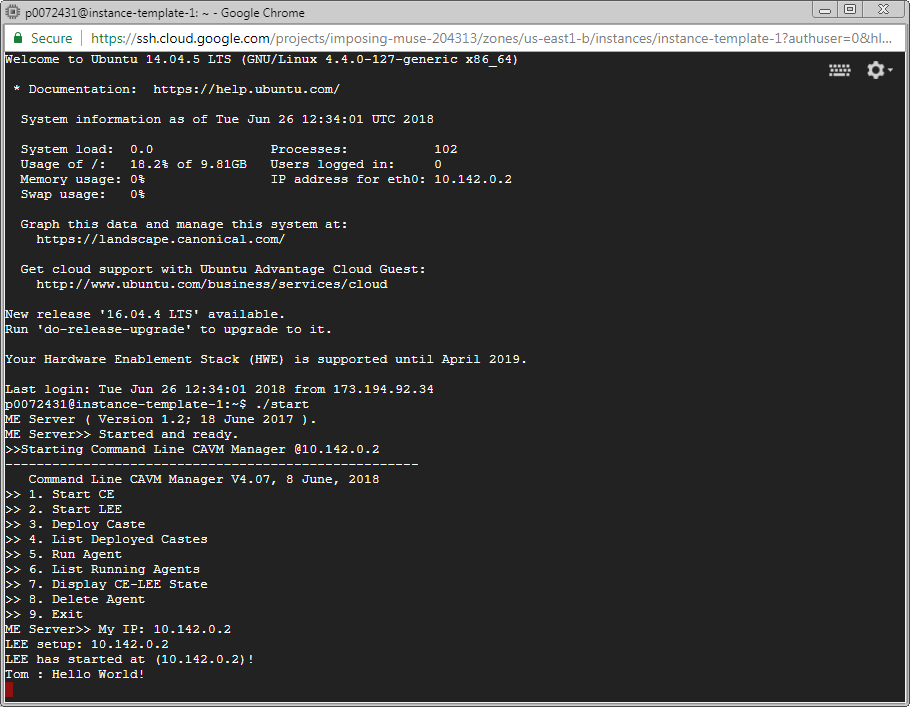 p0072431@instance-template-1: ~ - Google Chrome
Secure | https://ssh.cloud.google.com/projects/imposing-muse-204313/zones/us-east1-b/instances/instance-template-1?authuser=0&hl...
Welcome to Ubuntu 14.04.5 LTS (GNU/Linux 4.4.0-127-generic x86_64)
* Documentation:  https://help.ubuntu.com/
System information as of Tue Jun 26 12:34:01 UTC 2018
System load:  0.0                Processes:           102
Usage of /:   18.2% of 9.81GB   Users logged in:     0
Memory usage: 0%                IP address for eth0: 10.142.0.2
Swap usage:   0%
Graph this data and manage this system at:
https://landscape.canonical.com/
Get cloud support with Ubuntu Advantage Cloud Guest:
http://www.ubuntu.com/business/services/cloud
New release '16.04.4 LTS' available.
Run 'do-release-upgrade' to upgrade to it.
Your Hardware Enablement Stack (HWE) is supported until April 2019.
Last login: Tue Jun 26 12:34:01 2018 from 173.194.92.34
p0072431@instance-template-1:~$ ./start
ME Server ( Version 1.2; 18 June 2017 ).
ME Server>> Started and ready.
>>Starting Command Line CAVM Manager @10.142.0.2
-----------------------------------------------------
Command Line CAVM Manager V4.07, 8 June, 2018
>> 1. Start CE
>> 2. Start LEE
>> 3. Deploy Caste
>> 4. List Deployed Castes
>> 5. Run Agent
>> 6. List Running Agents
>> 7. Display CE-LEE State
>> 8. Delete Agent
>> 9. Exit
ME Server>> My IP: 10.142.0.2
LEE setup: 10.142.0.2
LEE has started at (10.142.0.2)!
Tom : Hello World!